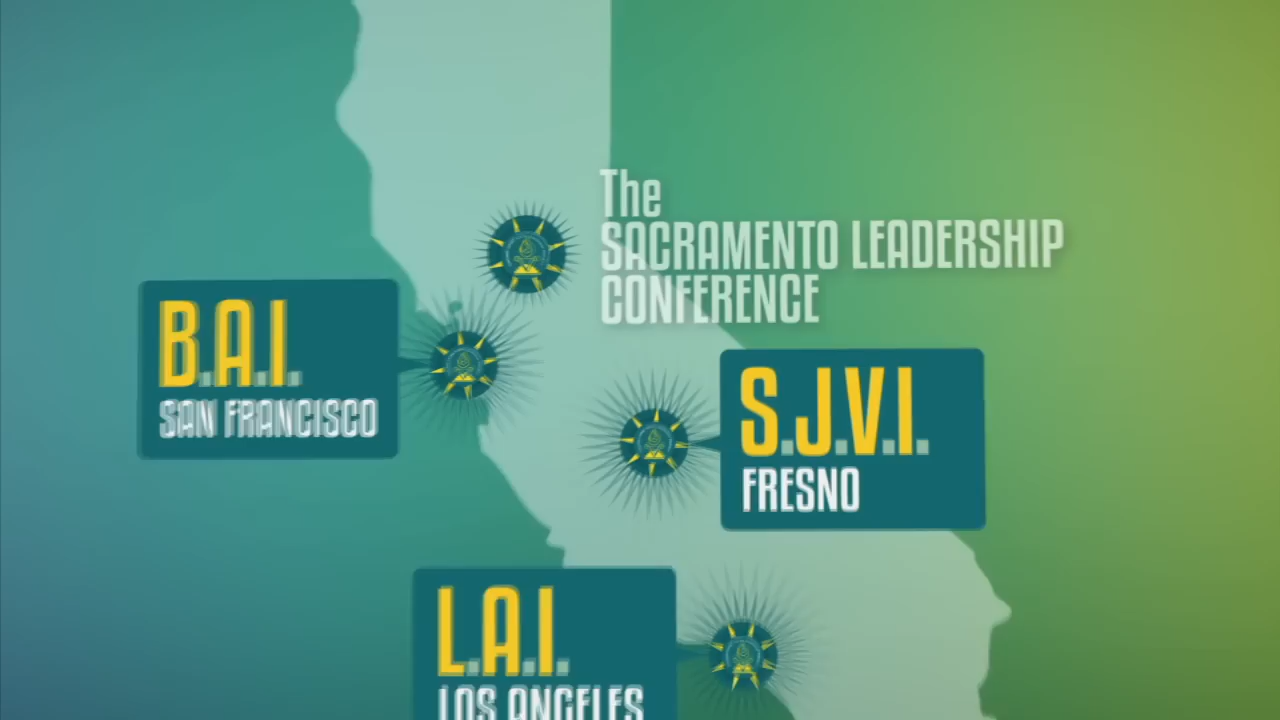 The
SACRAMENTO LEADERSHIP
CONFERENCE
B.A.I.
SAN FRANCISCO
S.J.V.I.
FRESNO
L.A.I.
LOS ANGELES